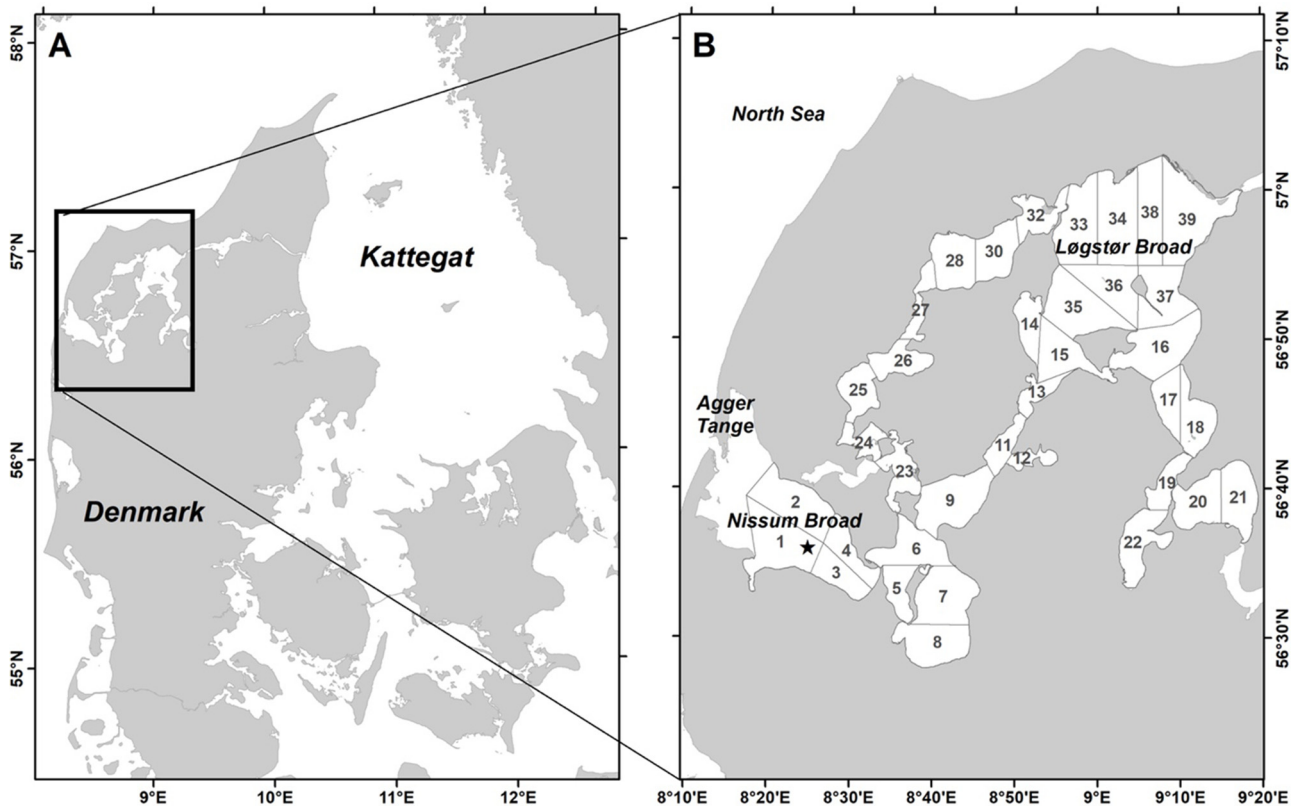 A
58°N
57°N
56°N
55°N
Kattegat
Denmark
9°E
10°E
11°E
12°E
B
North Sea
Agger
Tange
Nissum Broad
Løgstør Broad
32
33
34
38
39
30
28
36
35
37
27
14
15
16
26
25
13
17
18
24
11
12
23
19
20
21
9
2
1
4
3
6
22
5
7
8
57°10'N
57°N
56°50'N
56°40'N
56°30'N
8°10'E
8°20'E
8°30'E
8°40'E
8°50'E
9°E
9°10'E
9°20'E